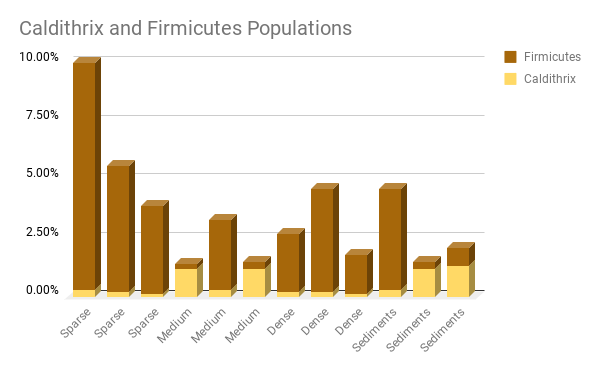 Caldithrix and Firmicutes Populations
10.00%
7.50%
5.00%
2.50%
0.00%
Firmicutes
Caldithrix
Sparse
Sparse
Sparse
Medium
Medium
Medium
Dense
Dense
Dense
Sediments
Sediments
Sediments